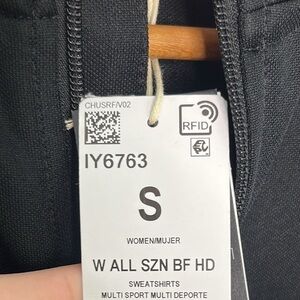 CHUSRF/V02
RFID
IY6763
S
WOMEN/MUJER
W ALL SZN BF HD
SWEATSHIRTS
MULTI SPORT MULTI DEPORTE